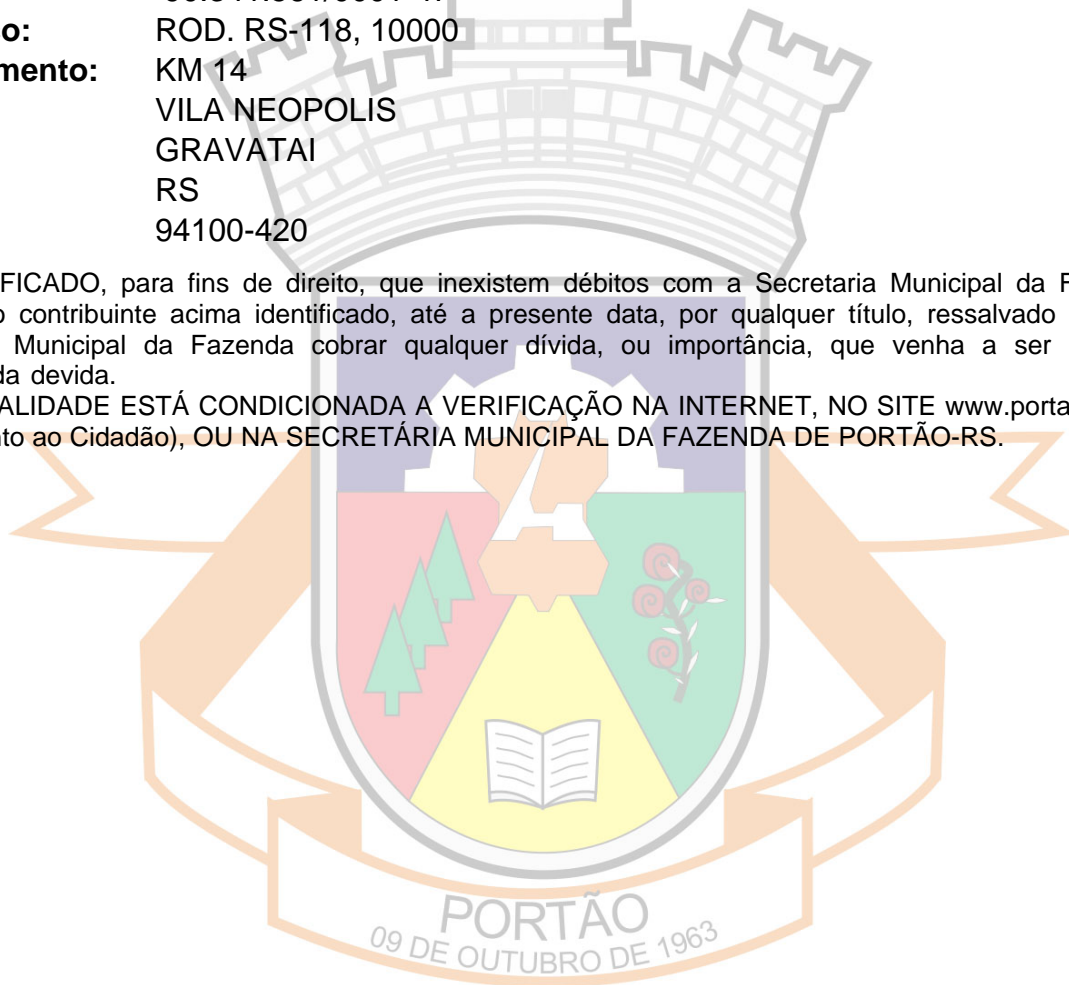 o: ROD. RS-118, 10000
mento: KM 14
VILA NEOPOLIS
GRAVATAI
RS
94100-420
FICADO, para fins de direito, que inexistem débitos com a Secretaria Municipal da F
o contribuinte acima identificado, até a presente data, por qualquer título, ressalvado
Municipal da Fazenda cobrar qualquer dívida, ou importância, que venha a ser
da devida.
ALIDADE ESTÁ CONDICIONADA A VERIFICAÇÃO NA INTERNET, NO SITE www.porta
nto ao Cidadão), OU NA SECRETÁRIA MUNICIPAL DA FAZENDA DE PORTÃO-RS.
PORTÃO
09 DE OUTUBRO DE 1963